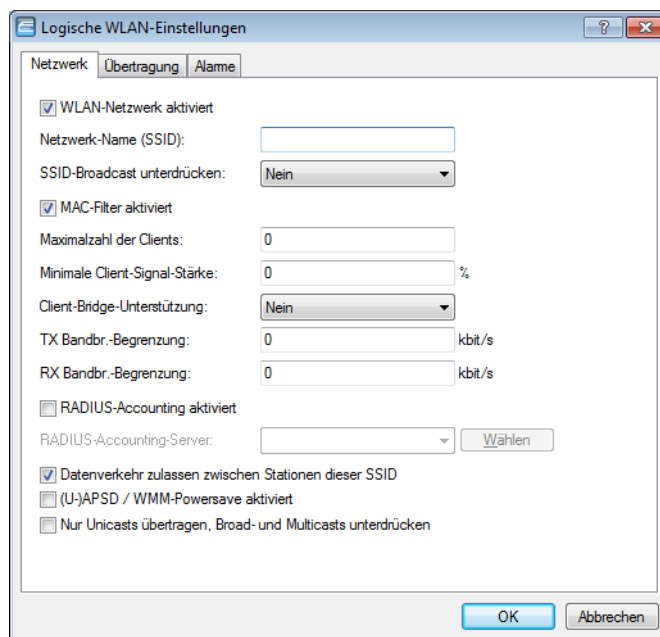 Logische WLAN-Einstellungen
Netzwerk Übertragung Alarme
WLAN-Netzwerk aktiviert
Netzwerk-Name (SSID):
SSID-Broadcast unterdrücken: Nein
MAC-Filter aktiviert
Maximalzahl der Clients: 0
Minimale Client-Signal-Stärke: 0 %
Client-Bridge-Unterstützung: Nein
TX Bandbr.-Begrenzung: 0 kbit/s
RX Bandbr.-Begrenzung: 0 kbit/s
RADIUS-Accounting aktiviert
RADIUS-Accounting-Server: Wählen
Datenverkehr zulassen zwischen Stationen dieser SSID
(U-)APSD / WMM-Powersave aktiviert
Nur Unicasts übertragen, Broad- und Multicasts unterdrücken
OK Abbrechen